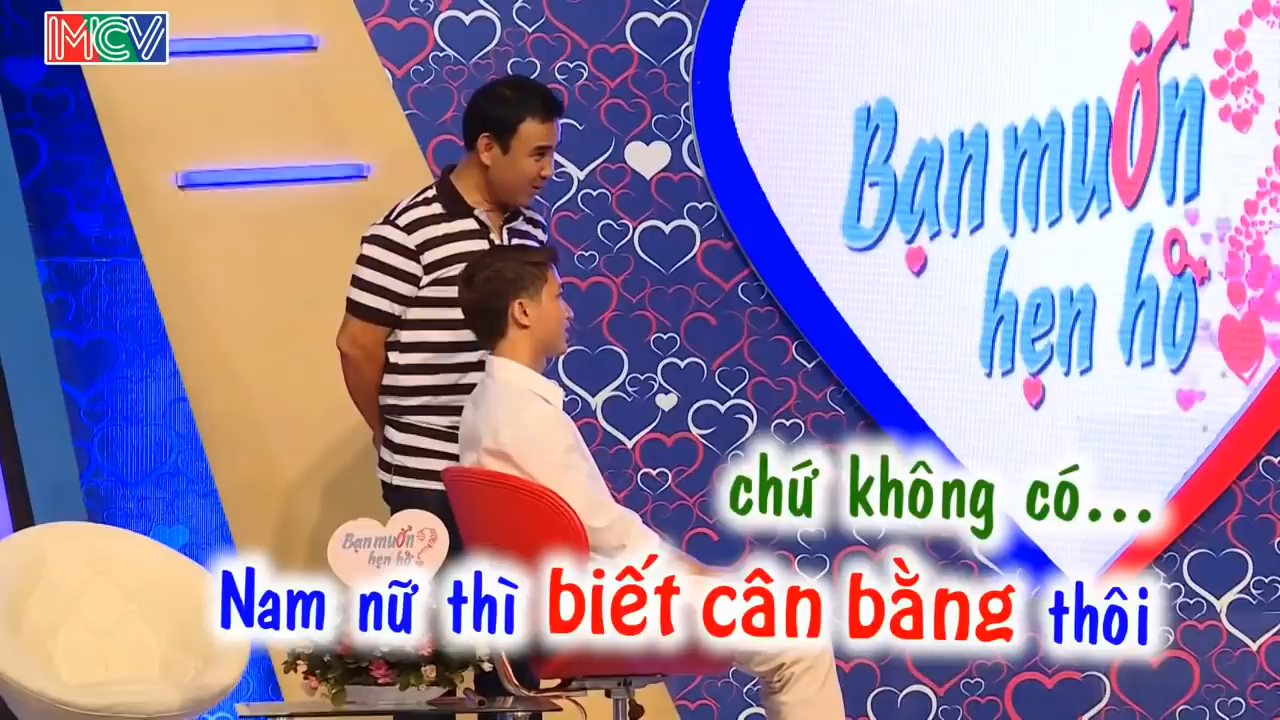 MCV
Bạn muốn
hẹn hò
Bạn muốn
hẹn hò
chứ không có...
Nam nữ thì biết cân bằng thôi